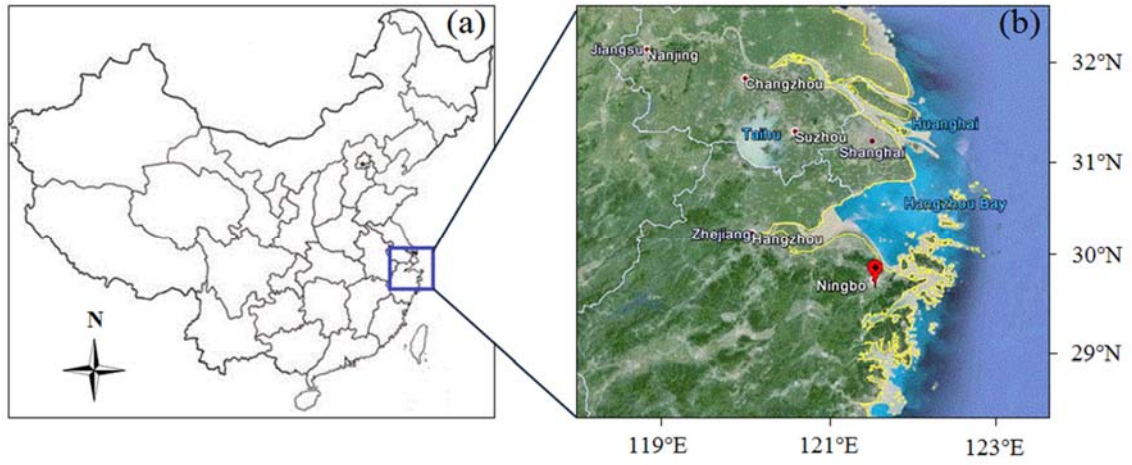 (a)
N
(b)
Jiangsu
Nanjing
Changzhou
Taihu
Suzhou
Huanghai
Shanghai
Hangzhou Bay
Zhejiang
Hangzhou
Ningbo
32°N
31°N
30°N
29°N
119°E
121°E
123°E